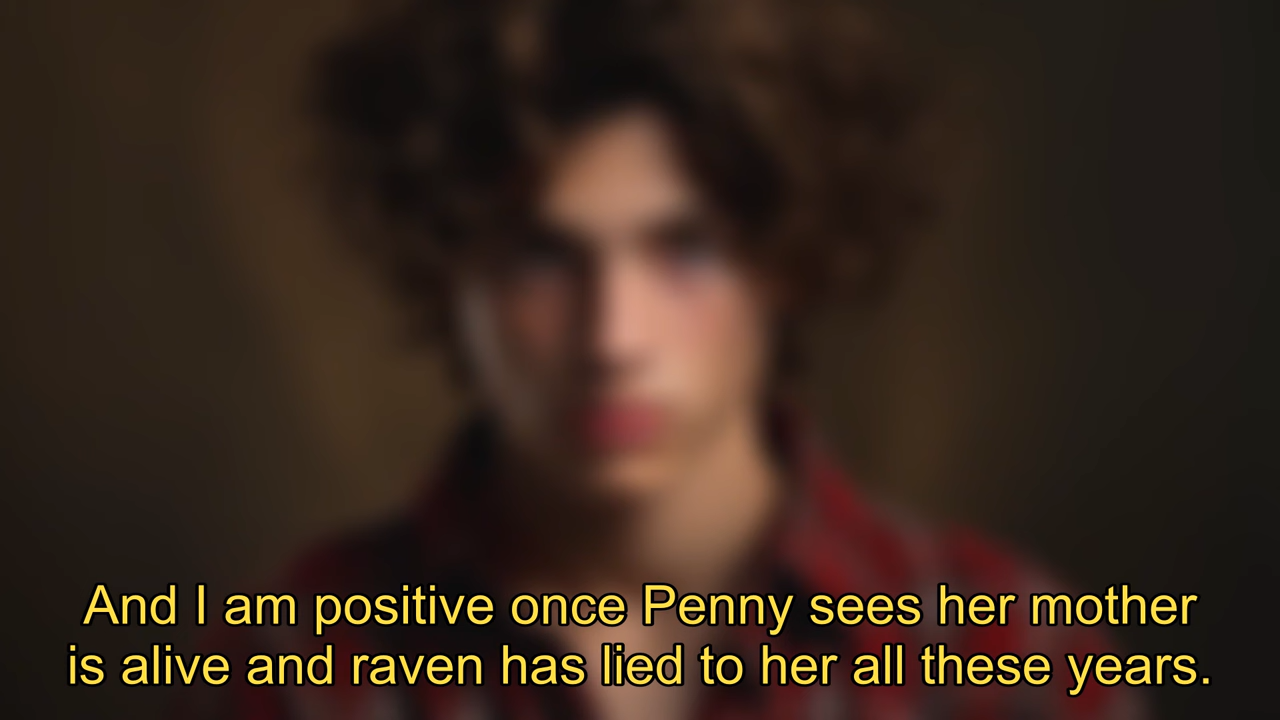 And I am positive once Penny sees her mother
is alive and raven has lied to her all these years.